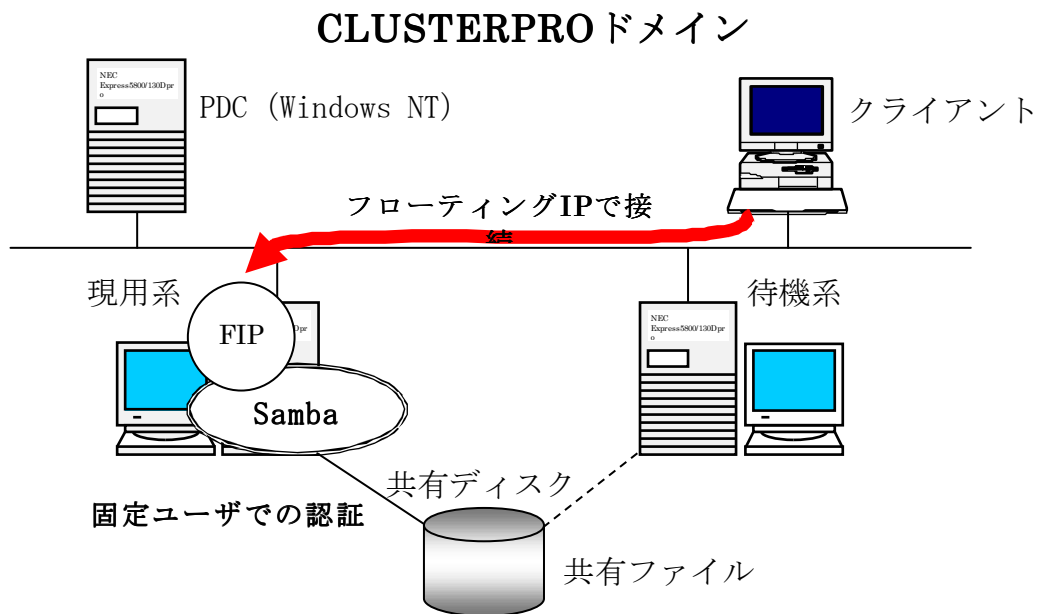 CLUSTERPROドメイン
NEC
Express5800/130Dpr
o
PDC (Windows NT)
クライアント
フローティングIPで接
続
現用系
待機系
FIP
Dpr
NEC
Express5800/130Dpr
o
Samba
共有ディスク
固定ユーザでの認証
共有ファイル